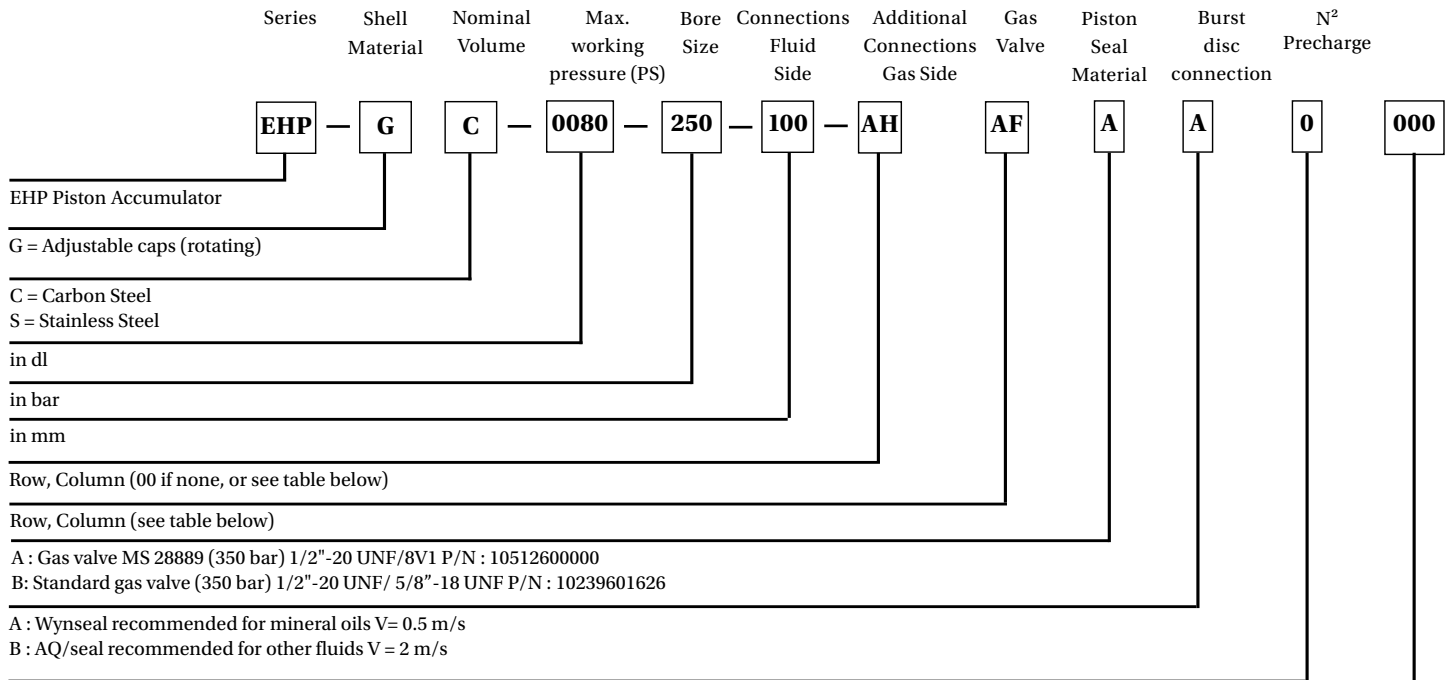 Series Shell Nominal Max. Bore Connections Additional Gas Piston Burst N²
Material Volume working Size Fluid Connections Valve Seal disc Precharge
pressure (PS) Side Gas Side Material connection
EHP — G C — 0080 — 250 — 100 — AH AF A A 0 000
EHP Piston Accumulator
G = Adjustable caps (rotating)
C = Carbon Steel
S = Stainless Steel
in dl
in bar
in mm
Row, Column (00 if none, or see table below)
Row, Column (see table below)
A : Gas valve MS 28889 (350 bar) 1/2"-20 UNF/8V1 P/N : 10512600000
B: Standard gas valve (350 bar) 1/2"-20 UNF/ 5/8”-18 UNF P/N : 10239601626
A : Wynseal recommended for mineral oils V= 0.5 m/s
B : AQ/seal recommended for other fluids V = 2 m/s